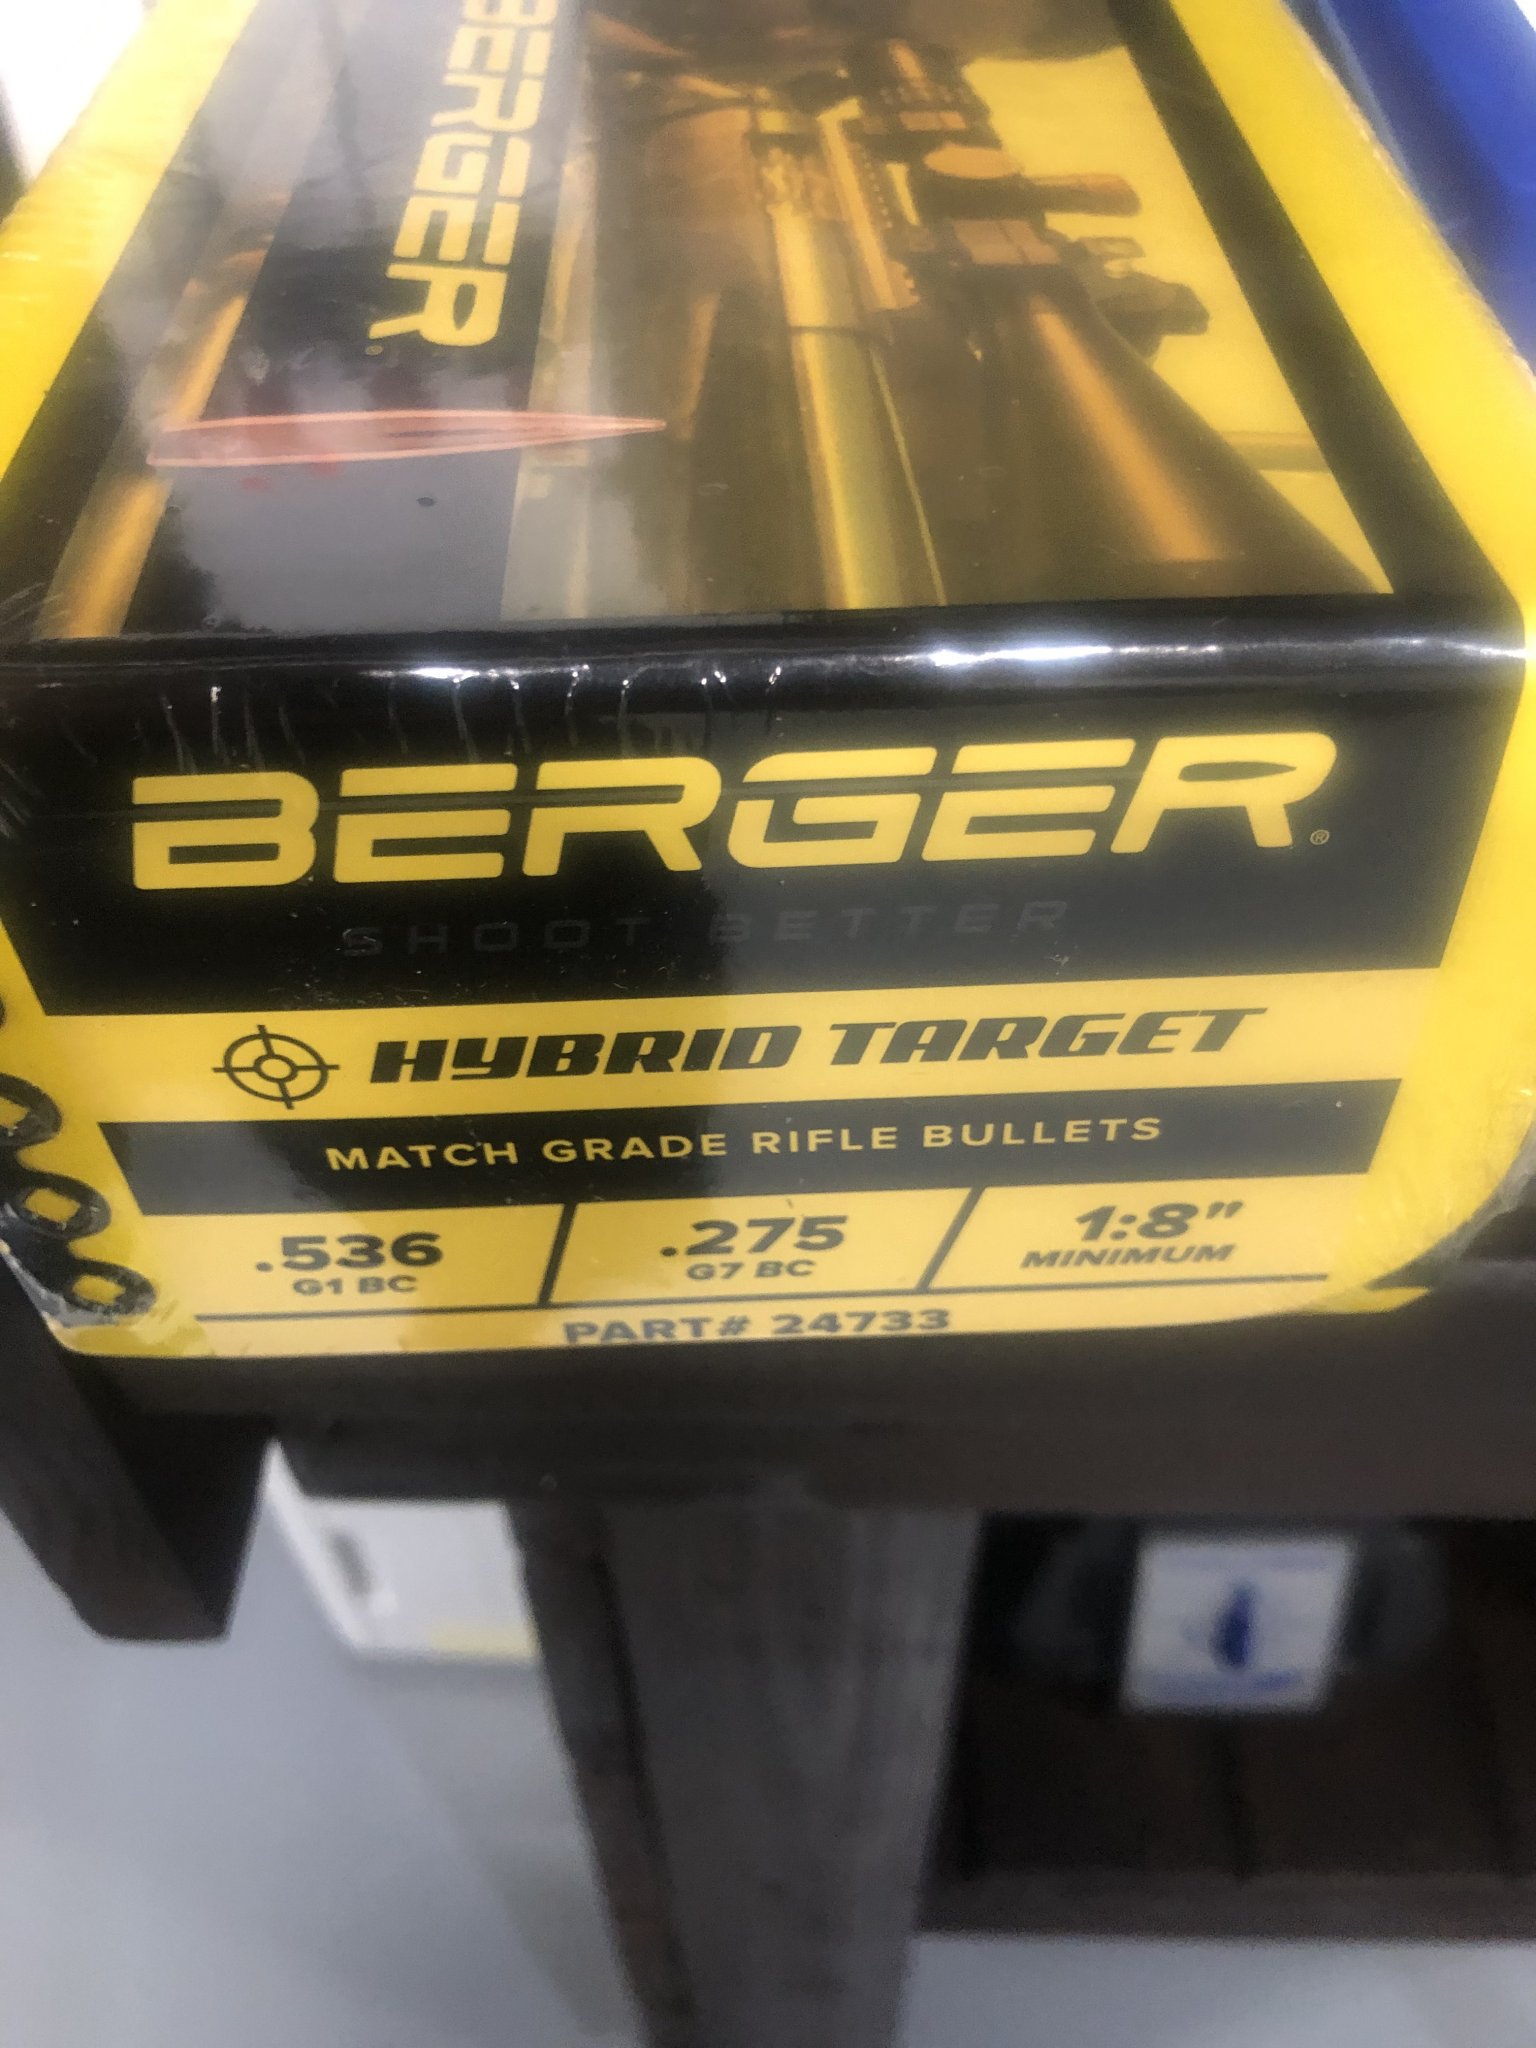 BERGER
BERGER®
SHOOT BETTER
HYBRID TARGET
MATCH GRADE RIFLE BULLETS
.536
G1 BC
.275
G7 BC
1:8"
MINIMUM
PART# 24733